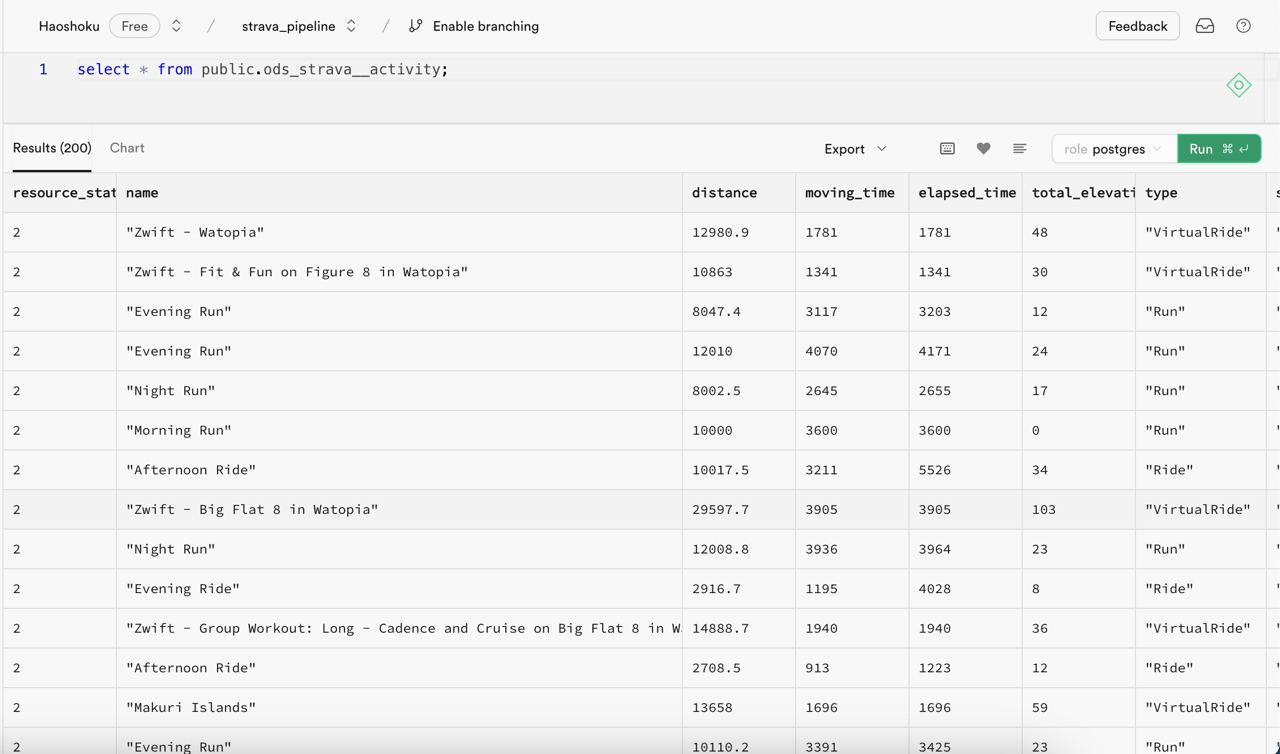 Haoshoku Free / strava_pipeline / Enable branching Feedback
1 select * from public.ods_strava__activity;
Results (200) Chart Export role postgres Run ⌘ ↵
resource_stat name distance moving_time elapsed_time total_elevati type
2 "Zwift - Watopia" 12980.9 1781 1781 48 "VirtualRide"
2 "Zwift - Fit & Fun on Figure 8 in Watopia" 10863 1341 1341 30 "VirtualRide"
2 "Evening Run" 8047.4 3117 3203 12 "Run"
2 "Evening Run" 12010 4070 4171 24 "Run"
2 "Night Run" 8002.5 2645 2655 17 "Run"
2 "Morning Run" 10000 3600 3600 0 "Run"
2 "Afternoon Ride" 10017.5 3211 5526 34 "Ride"
2 "Zwift - Big Flat 8 in Watopia" 29597.7 3905 3905 103 "VirtualRide"
2 "Night Run" 12008.8 3936 3964 23 "Run"
2 "Evening Ride" 2916.7 1195 4028 8 "Ride"
2 "Zwift - Group Workout: Long - Cadence and Cruise on Big Flat 8 in W 14888.7 1940 1940 36 "VirtualRide"
2 "Afternoon Ride" 2708.5 913 1223 12 "Ride"
2 "Makuri Islands" 13658 1696 1696 59 "VirtualRide"
2 "Evening Run" 10110.2 3391 3425 23 "Run"